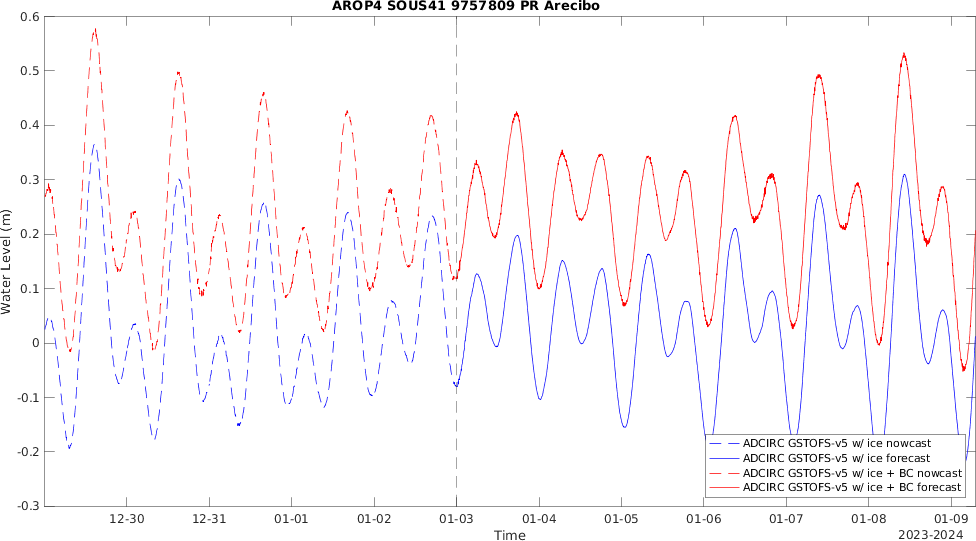 AROP4 SOUS41 9757809 PR Arecibo
0.6
0.5
0.4
0.3
0.2
0.1
0
-0.1
-0.2
-0.3
Water Level (m)
ADCIRC GSTOFS-v5 w/ ice nowcast
ADCIRC GSTOFS-v5 w/ ice forecast
ADCIRC GSTOFS-v5 w/ ice + BC nowcast
ADCIRC GSTOFS-v5 w/ ice + BC forecast
12-30 12-31 01-01 01-02 01-03 01-04 01-05 01-06 01-07 01-08 01-09
Time
2023-2024